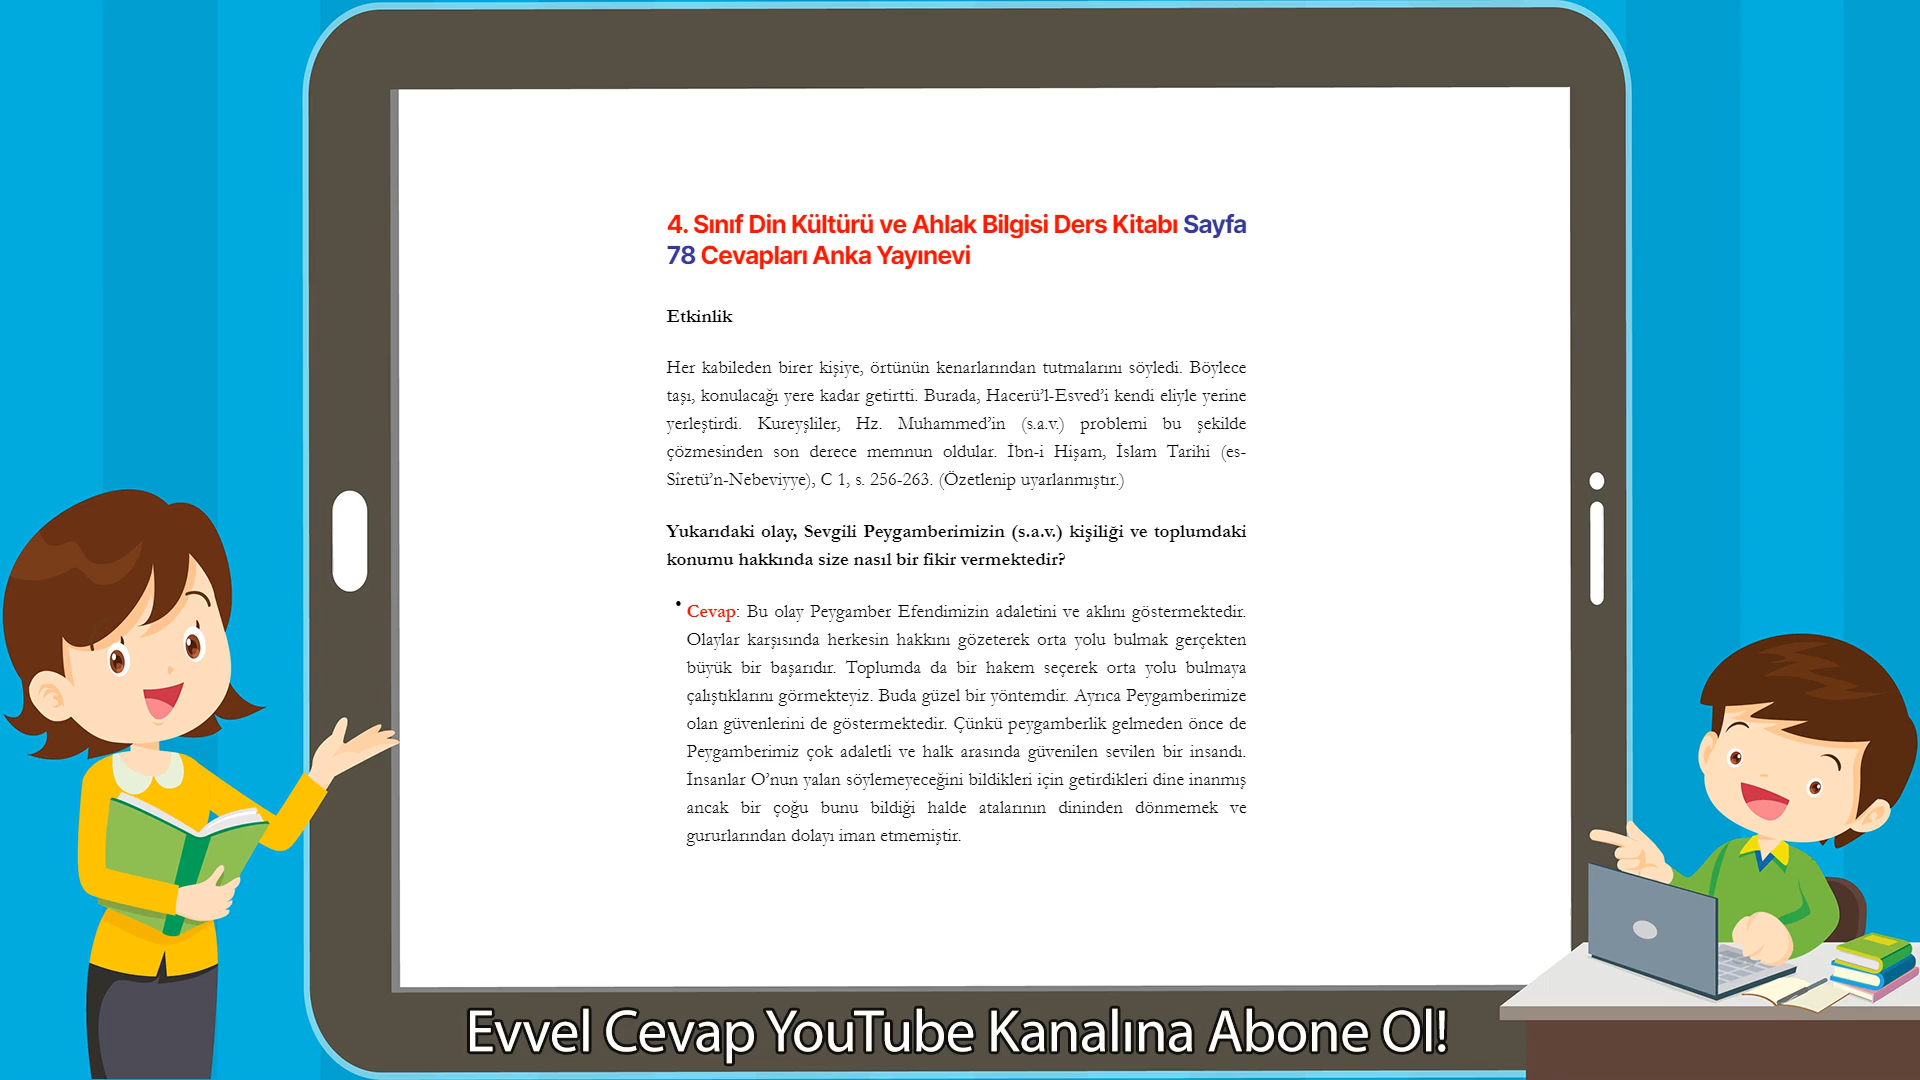 4. Sınıf Din Kültürü ve Ahlak Bilgisi Ders Kitabı Sayfa
78 Cevapları Anka Yayınevi
Etkinlik
Her kabileden birer kişiye, örtünün kenarlarından tutmalarını söyledi. Böylece
taşı, konulacağı yere kadar getirtti. Burada, Hacerü’l-Esved’i kendi eliyle yerine
yerleştirdi. Kureyşliler, Hz. Muhammed’in (s.a.v.) problemi bu şekilde
çözmesinden son derece memnun oldular. İbn-i Hişam, İslam Tarihi (es-
Sîretü’n-Nebeviyye), C 1, s. 256-263. (Özetlenip uyarlanmıştır.)
Yukarıdaki olay, Sevgili Peygamberimizin (s.a.v.) kişiliği ve toplumdaki
konumu hakkında size nasıl bir fikir vermektedir?
• Cevap: Bu olay Peygamber Efendimizin adaletini ve aklını göstermektedir.
Olaylar karşısında herkesin hakkını gözeterek orta yolu bulmak gerçekten
büyük bir başarıdır. Toplumda da bir hakem seçerek orta yolu bulmaya
çalıştıklarını görmekteyiz. Buda güzel bir yöntemdir. Ayrıca Peygamberimize
olan güvenlerini de göstermektedir. Çünkü peygamberlik gelmeden önce de
Peygamberimiz çok adaletli ve halk arasında güvenilen sevilen bir insandı.
İnsanlar O’nun yalan söylemeyeceğini bildikleri için getirdikleri dine inanmış
ancak bir çoğu bunu bildiği halde atalarının dininden dönmemek ve
gururlarından dolayı iman etmemiştir.
Evvel Cevap YouTube Kanalına Abone Ol!